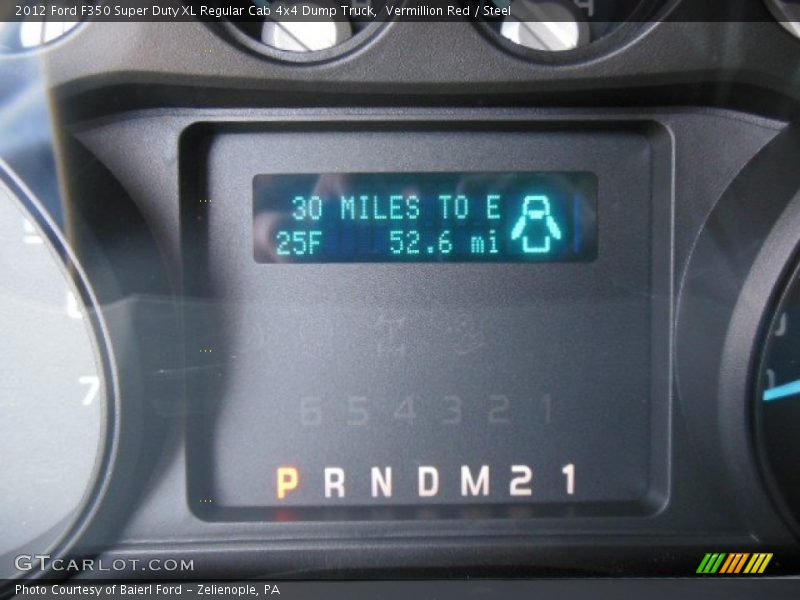 2012 Ford F350 Super Duty XL Regular Cab 4x4 Dump Truck, Vermillion Red / Steel
4
30 MILES TO E
25F 52.6 mi
7
6 5 4 3 2 1
P R N D M 2 1
GTCARLOT.COM
Photo Courtesy of Baierl Ford - Zelienople, PA